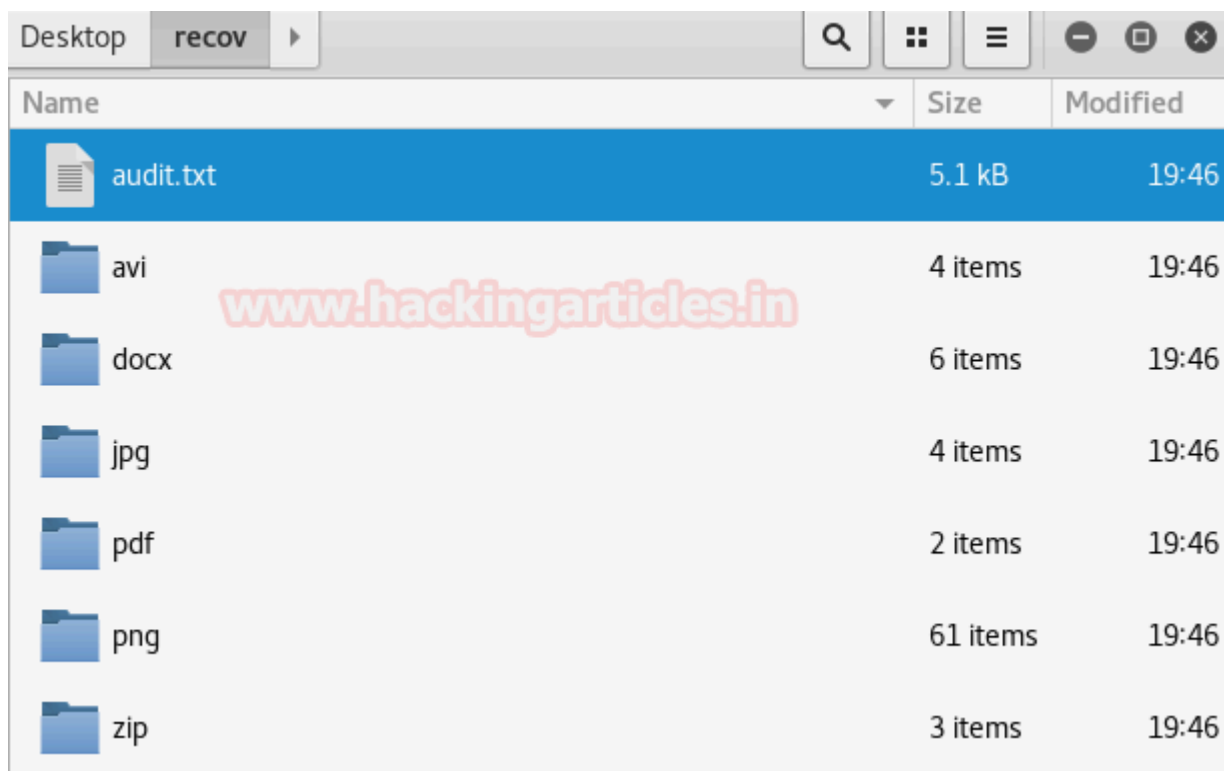 Desktop recov
Name Size Modified
audit.txt 5.1 kB 19:46
avi 4 items 19:46
www.hackingarticles.in
docx 6 items 19:46
jpg 4 items 19:46
pdf 2 items 19:46
png 61 items 19:46
zip 3 items 19:46